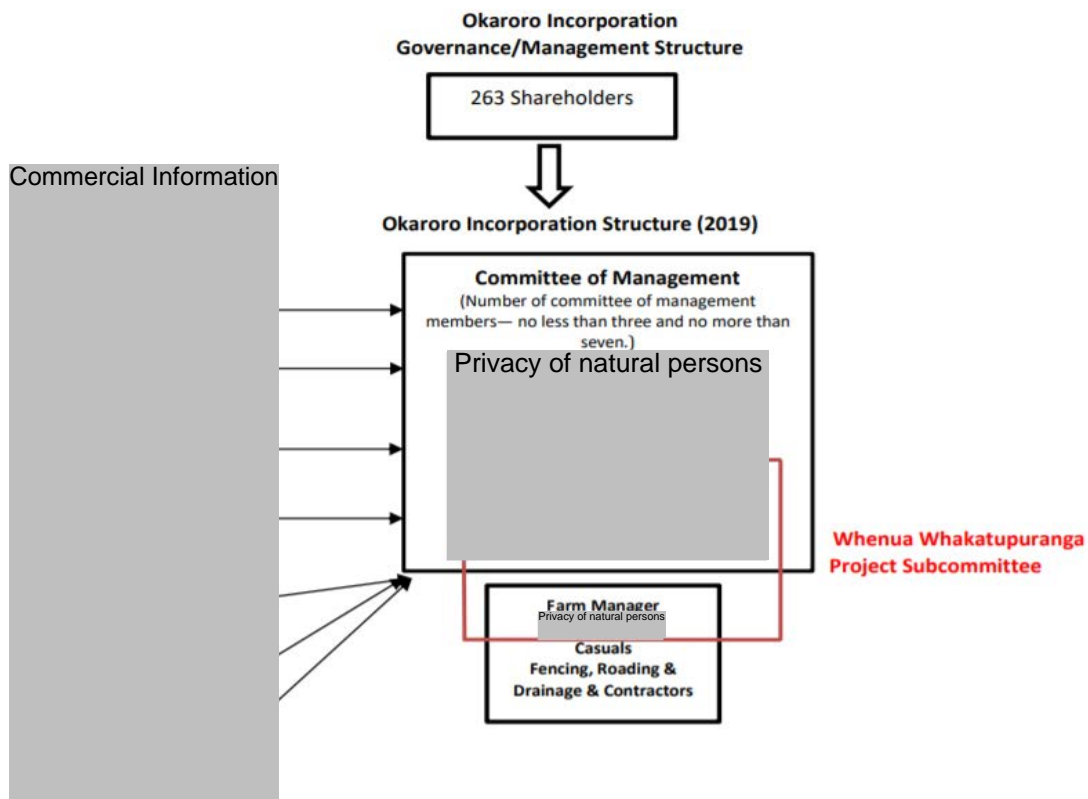 Okaroro Incorporation
Governance/Management Structure
263 Shareholders
Commercial Information
Okaroro Incorporation Structure (2019)
Committee of Management
(Number of committee of management
members— no less than three and no more than
seven.)
Privacy of natural persons
Whenua Whakatupuranga
Project Subcommittee
Farm Manager
Privacy of natural persons
Casuals
Fencing, Roading &
Drainage & Contractors